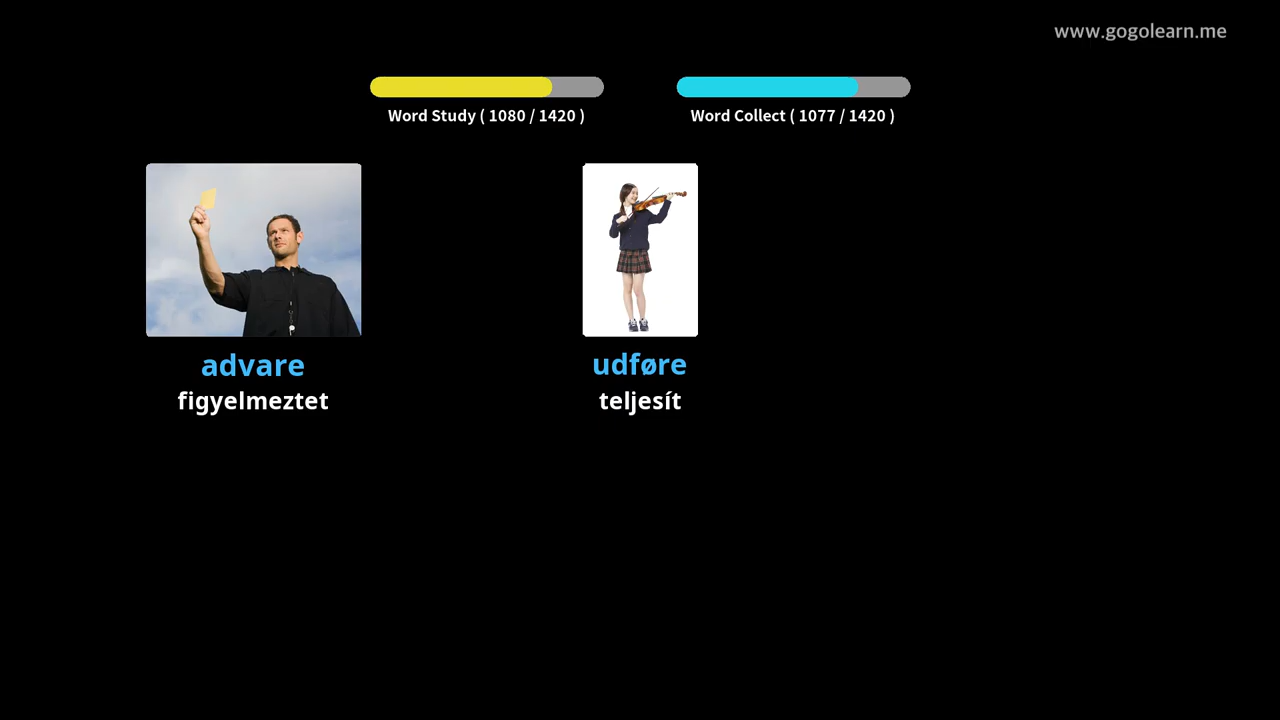 www.gogolearn.me
Word Study ( 1080 / 1420 )
Word Collect ( 1077 / 1420 )
advare
figyelmeztet
udføre
teljesít